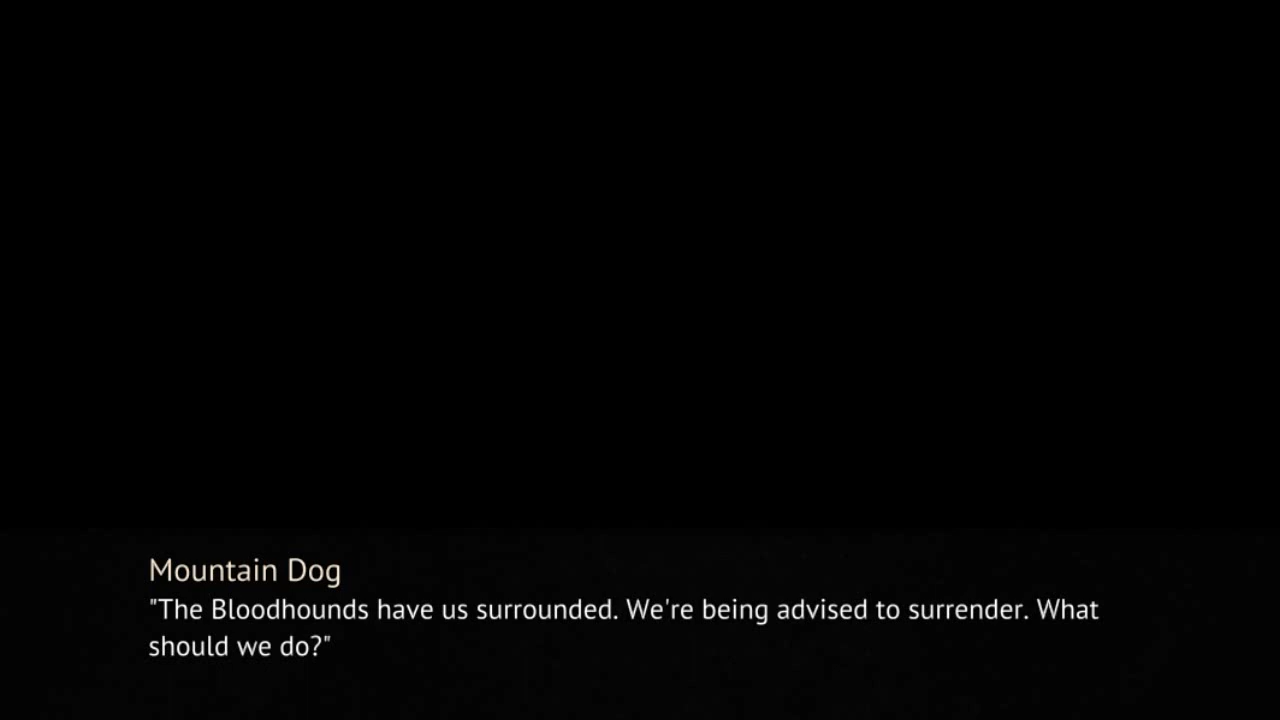 Mountain Dog
"The Bloodhounds have us surrounded. We're being advised to surrender. What
should we do?"